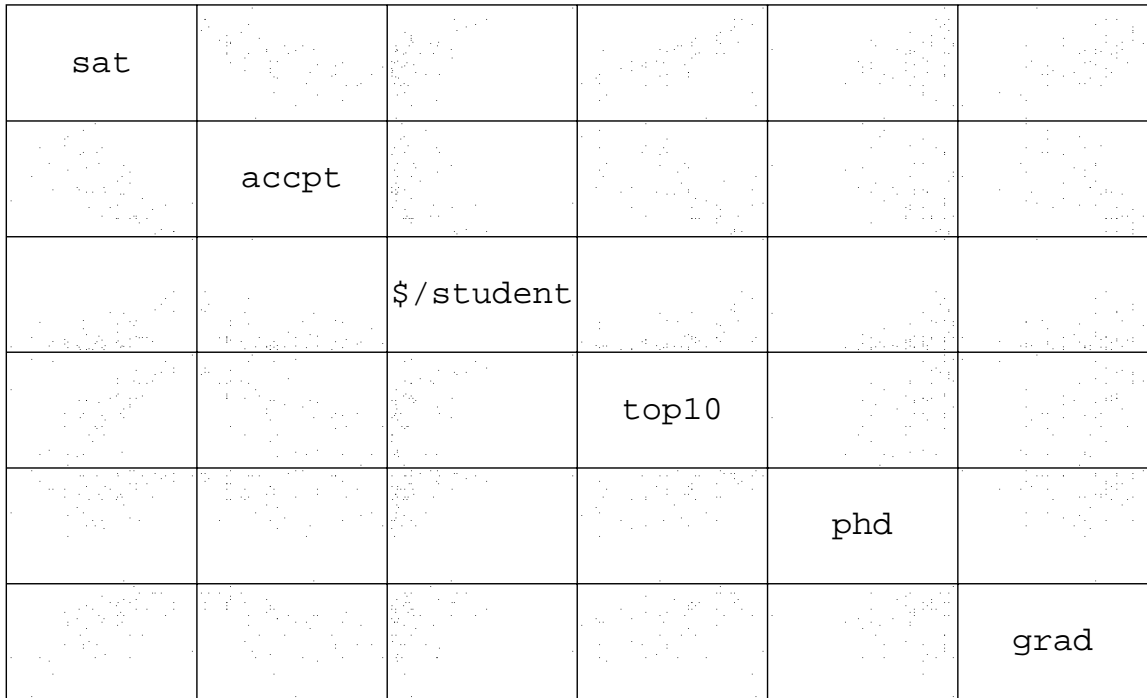 sat
accpt
$/student
top10
phd
grad